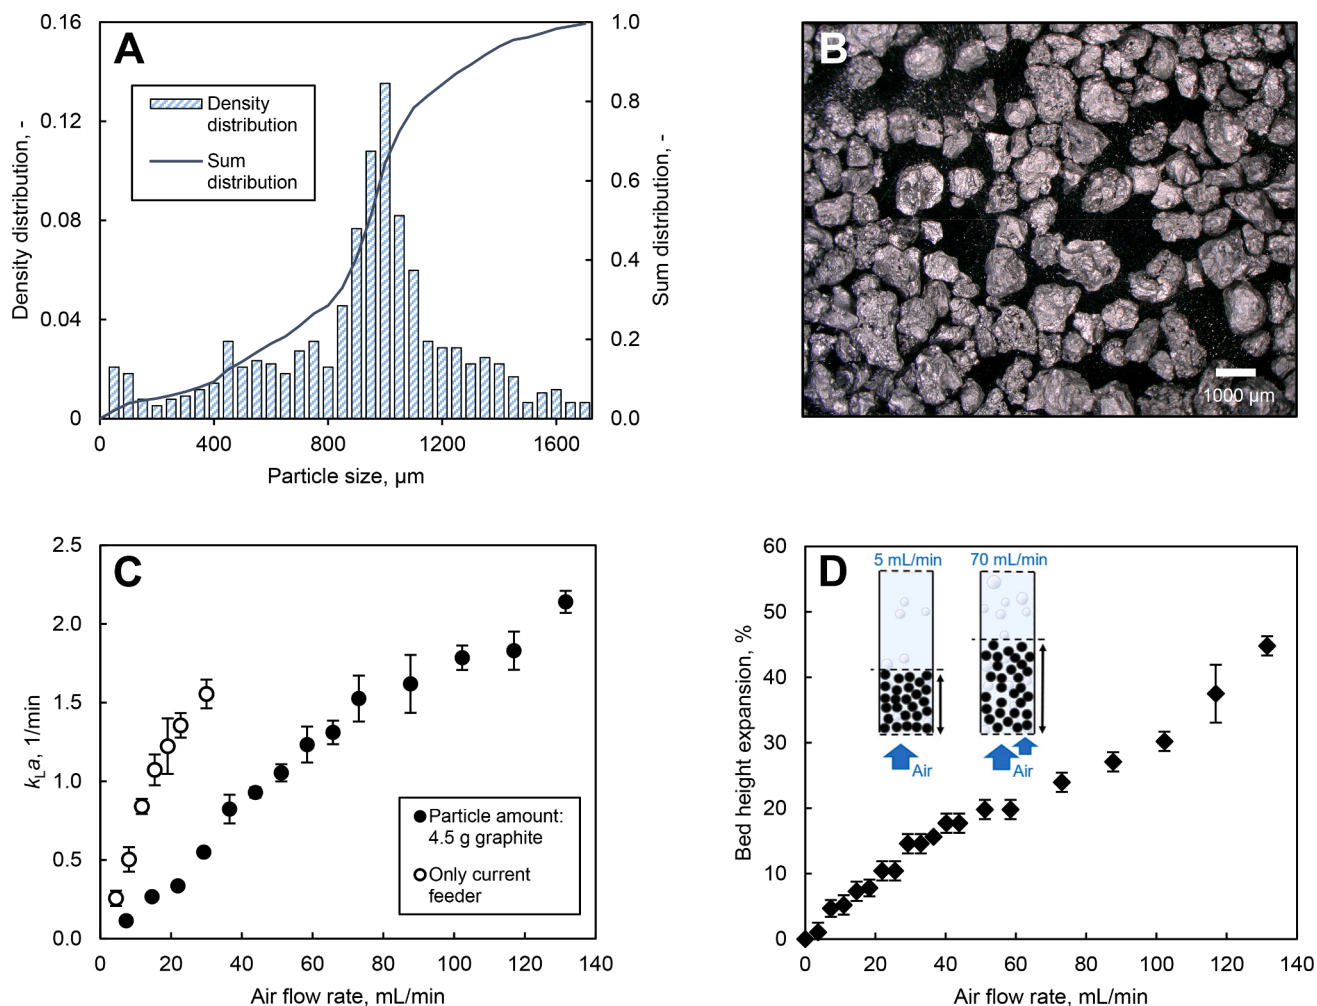 A
Density
distribution
Sum
distribution
Density distribution, -
0.16
0.12
0.08
0.04
0
1.0
0.8
0.6
0.4
0.2
0.0
Sum distribution, -
0
400
800
1200
1600
Particle size, µm
B
1000 µm
C
2.5
2.0
1.5
1.0
0.5
0.0
kLa, 1/min
Particle amount:
4.5 g graphite
Only current
feeder
0
20
40
60
80
100
120
140
Air flow rate, mL/min
D
5 mL/min
70 mL/min
Air
Air
60
50
40
30
20
10
0
Bed height expansion, %
0
20
40
60
80
100
120
140
Air flow rate, mL/min